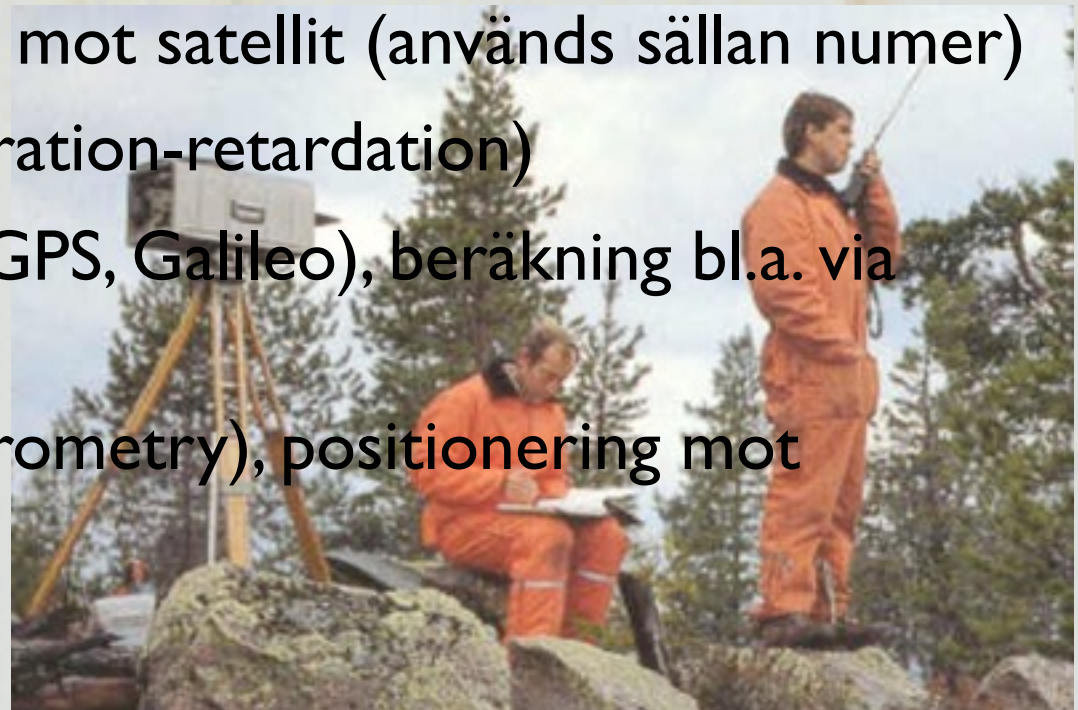 mot satellit (används sällan numer)
ration-retardation)
GPS, Galileo), beräkning bl.a. via
rometry), positionering mot